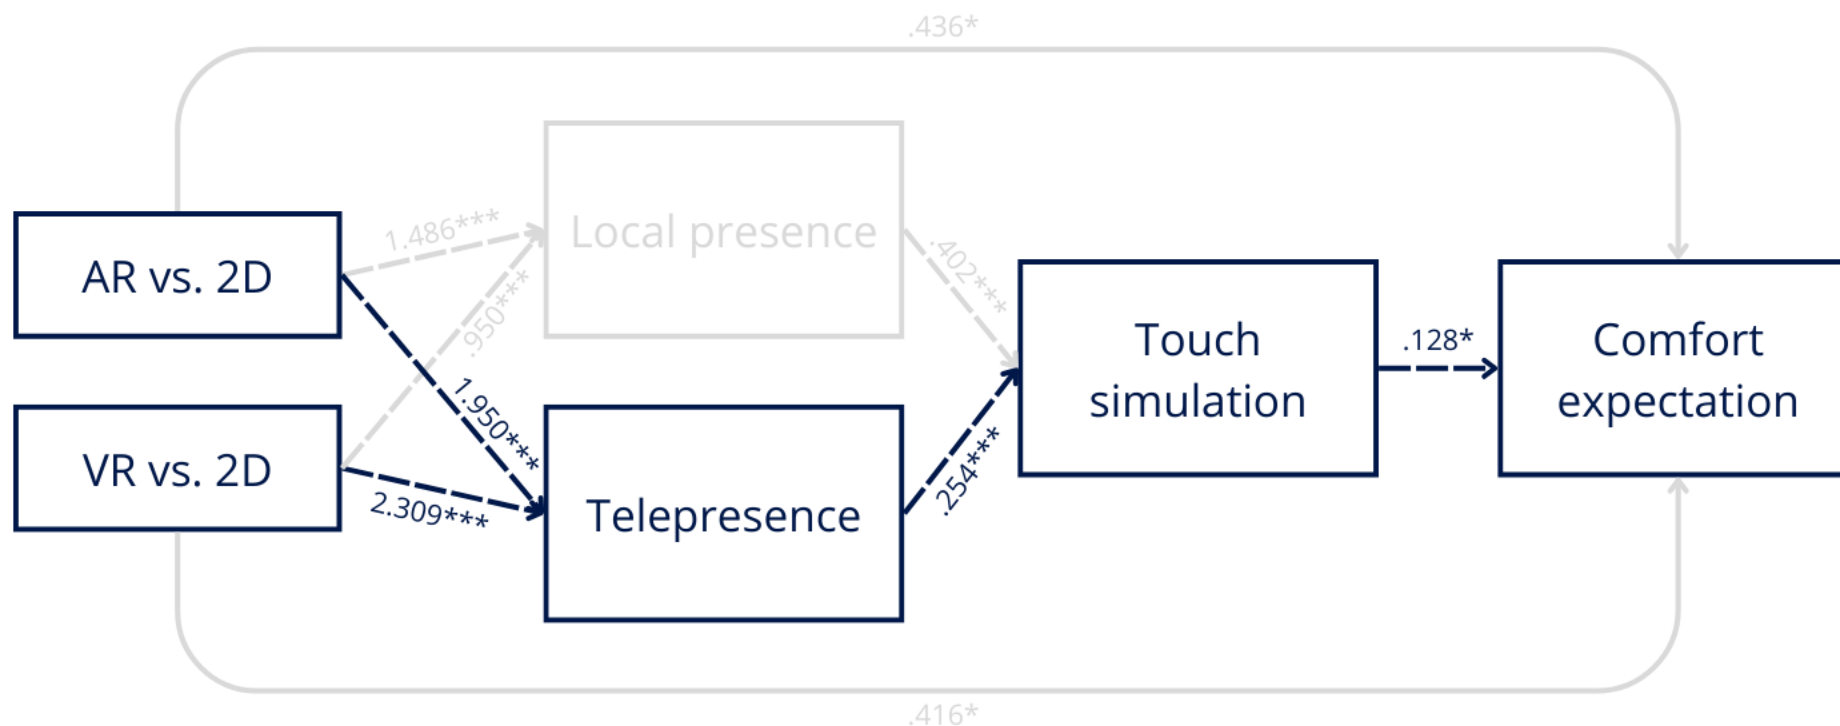 .436*
1.486***
Local presence
.402***
AR vs. 2D
.950***
Touch
simulation
.128*
Comfort
expectation
1.950***
VR vs. 2D
2.309***
Telepresence
.254***
.416*